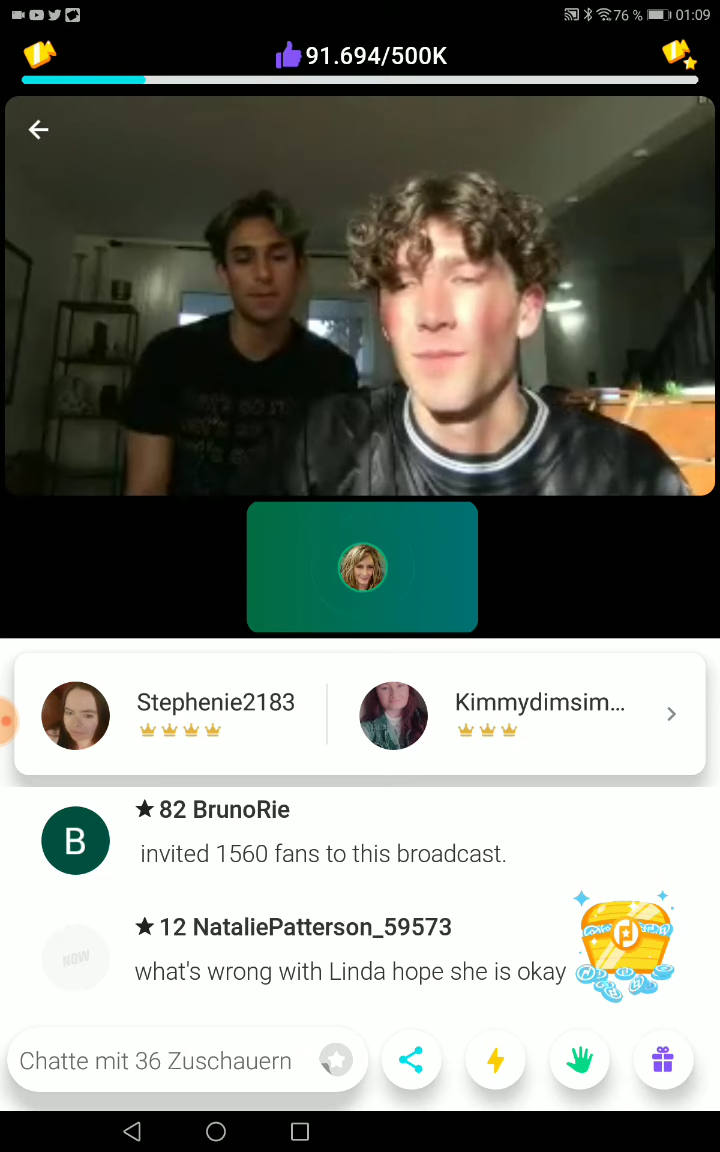 76 % 01:09
91.694/500K
Stephenie2183
Kimmydimsim...
82 BrunoRie
B
invited 1560 fans to this broadcast.
12 NataliePatterson_59573
NOW
what's wrong with Linda hope she is okay
Chatte mit 36 Zuschauern